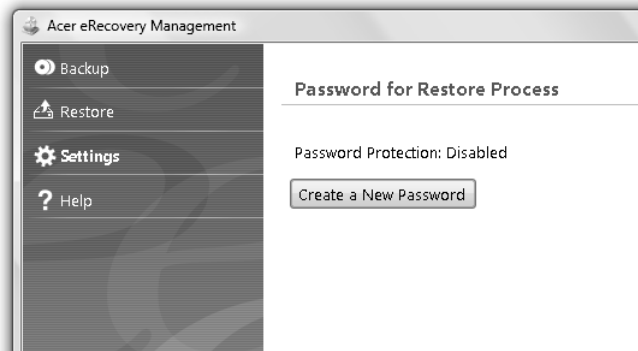 Acer eRecovery Management
Backup
Restore
Settings
Help
Password for Restore Process
Password Protection: Disabled
Create a New Password